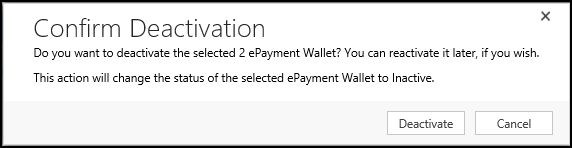 Confirm Deactivation
Do you want to deactivate the selected 2 ePayment Wallet? You can reactivate it later, if you wish.
This action will change the status of the selected ePayment Wallet to Inactive.
Deactivate Cancel